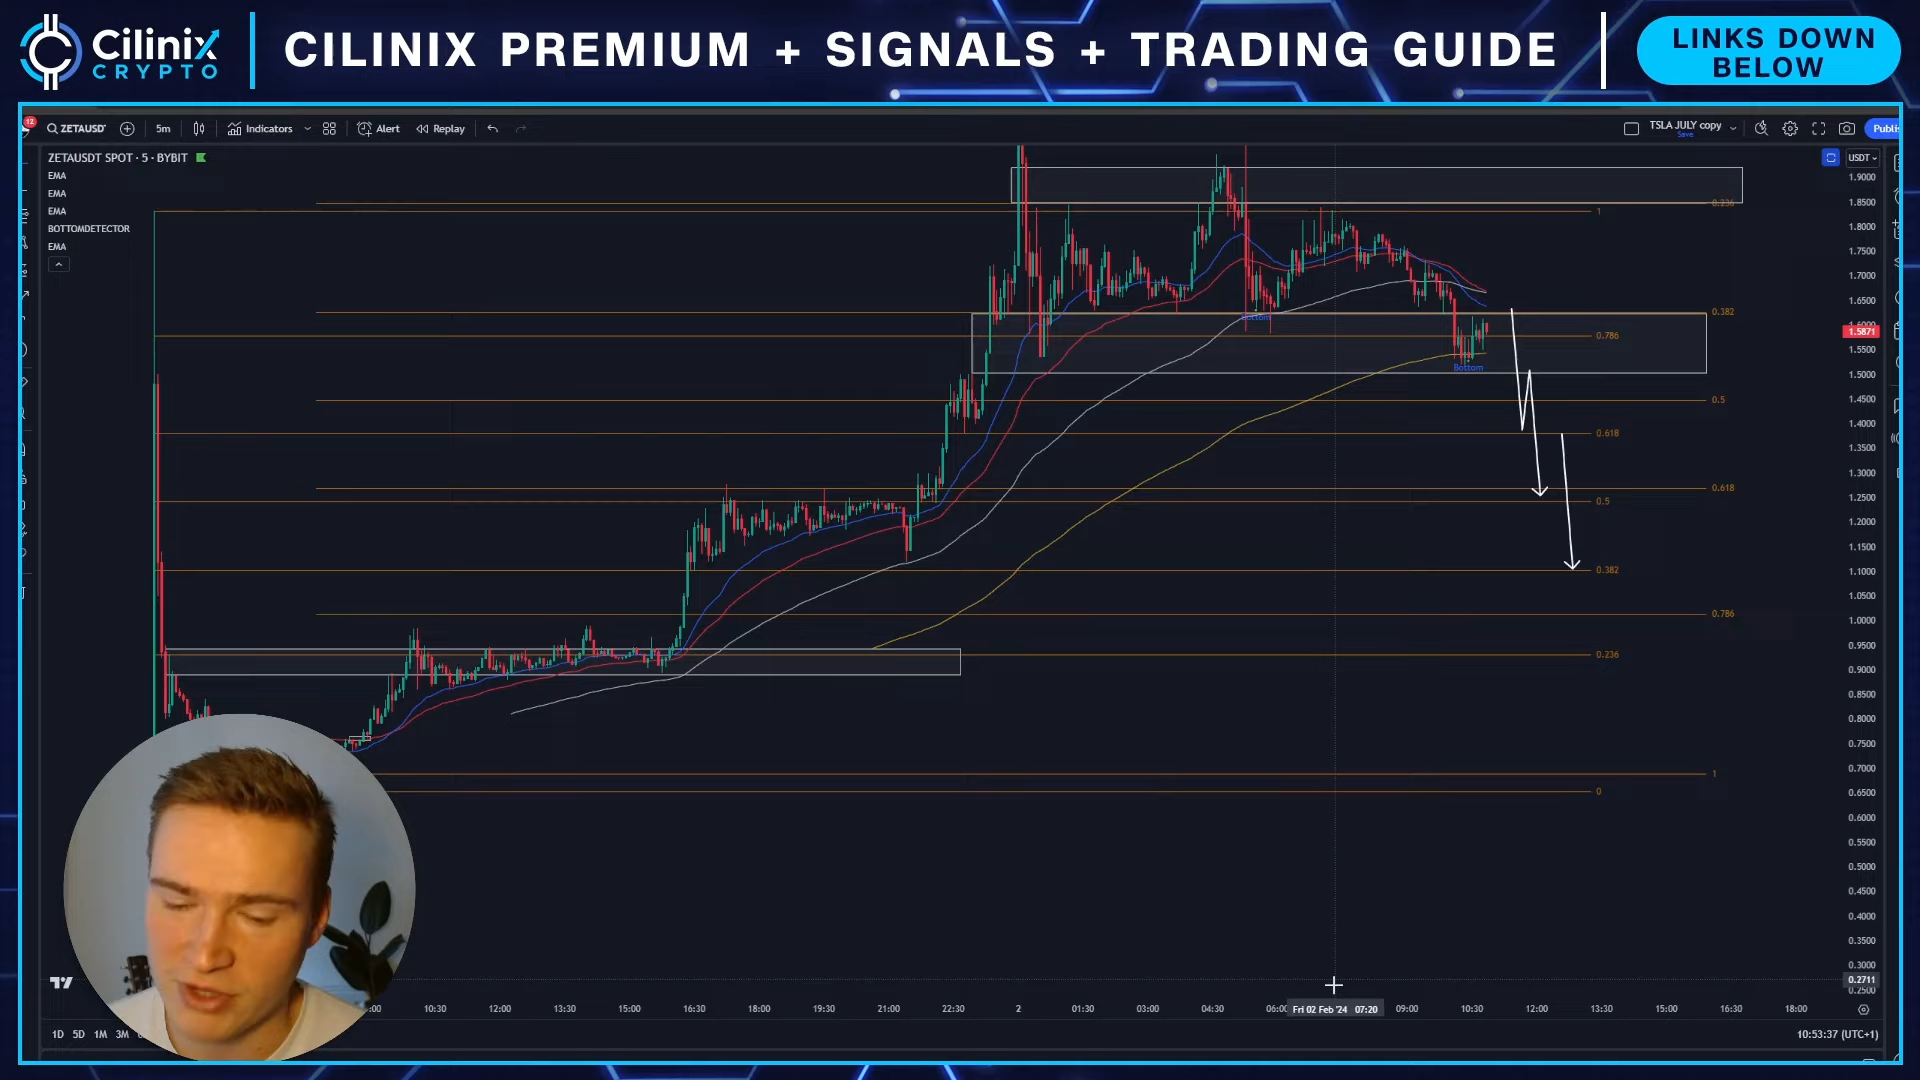 Cilinix
CRYPTO
CILINIX PREMIUM + SIGNALS + TRADING GUIDE
LINKS DOWN
BELOW
12
ZETAUSDT
5m
Indicators
Alert
Replay
TSLA JULY copy
Save
Publis
ZETAUSDT SPOT · 5 · BYBIT
EMA
EMA
EMA
BOTTOMDETECTOR
EMA
USDT
1.9000
1.8500
1.8000
1.7500
1.7000
1.6500
1.6000
1.5871
1.5500
1.5000
1.4500
1.4000
1.3500
1.3000
1.2500
1.2000
1.1500
1.1000
1.0500
1.0000
0.9500
0.9000
0.8500
0.8000
0.7500
0.7000
0.6500
0.6000
0.5500
0.5000
0.4500
0.4000
0.3500
0.3000
0.2711
0.2500
0.236
1
0.382
0.786
0.5
0.618
0.618
0.5
0.382
0.786
0.236
1
0
Bottom
Bottom
:00
10:30
12:00
13:30
15:00
16:30
18:00
19:30
21:00
22:30
2
01:30
03:00
04:30
06:00
Fri 02 Feb '24 07:20
09:00
10:30
12:00
13:30
15:00
16:30
18:00
1D 5D 1M 3M
10:53:37 (UTC+1)